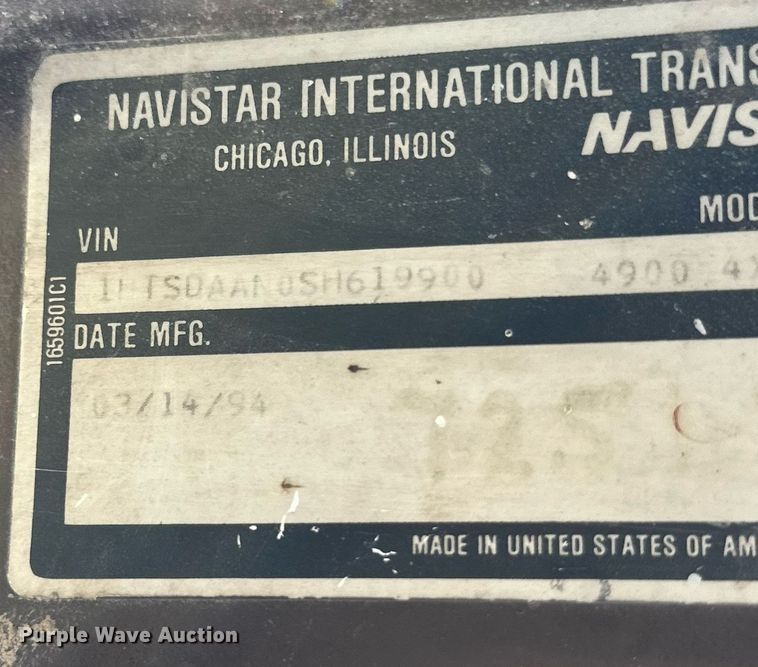 NAVISTAR INTERNATIONAL TRANS
CHICAGO, ILLINOIS
NAVIS
MOD
VIN
1HTSDAAN0SH619900 4900 4X
DATE MFG.
03/14/94
1659601C1
MADE IN UNITED STATES OF AM
Purple Wave Auction